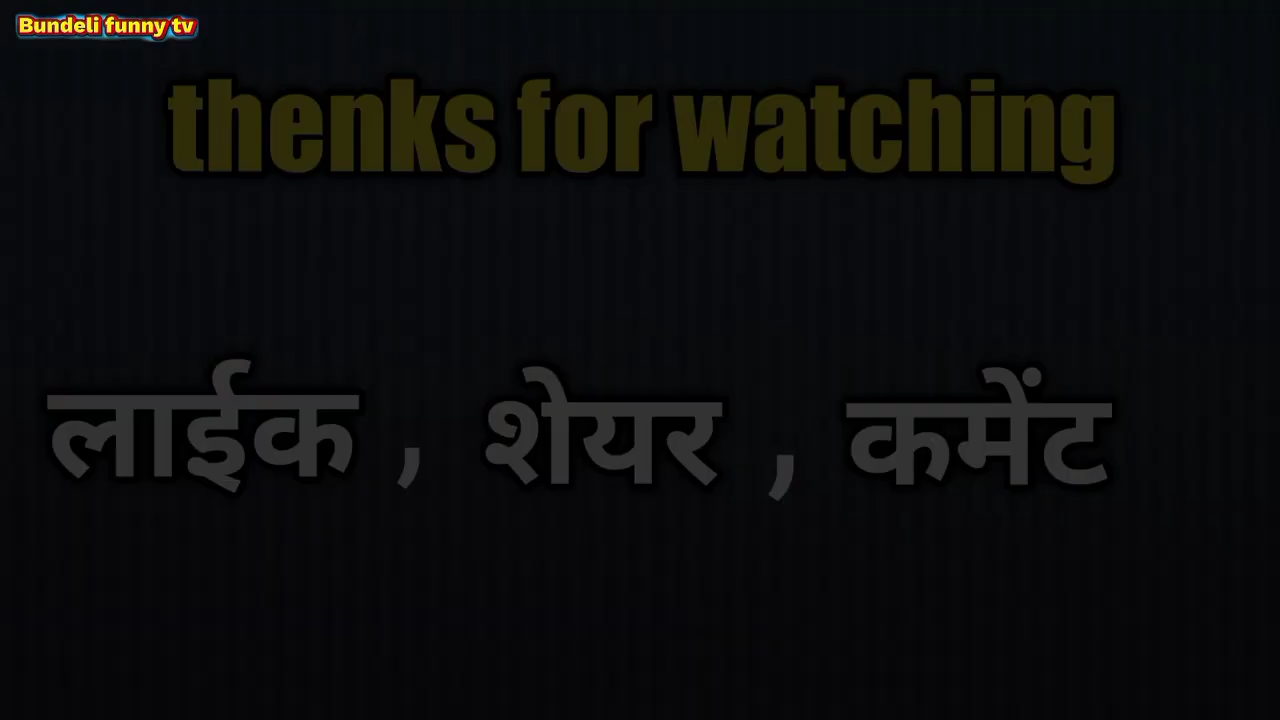 Bundeli funny tv
thenks for watching
लाईक , शेयर , कमेंट